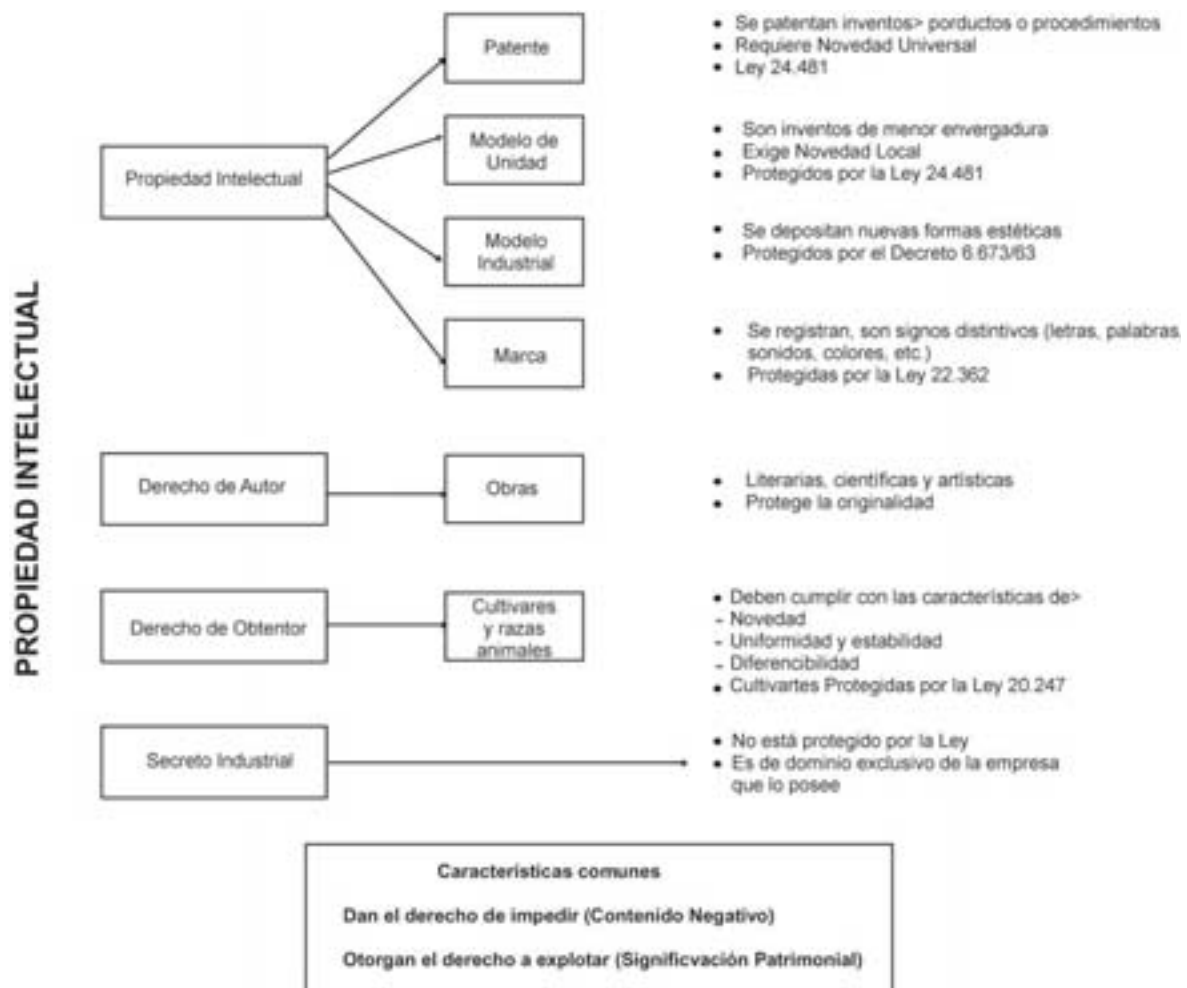 PROPIEDAD INTELECTUAL
Propiedad Intelectual
Patente
• Se patentan inventos> porductos o procedimientos
• Requiere Novedad Universal
• Ley 24.481
Modelo de
Unidad
• Son inventos de menor envergadura
• Exige Novedad Local
• Protegidos por la Ley 24.481
Modelo
Industrial
• Se depositan nuevas formas estéticas
• Protegidos por el Decreto 6.673/63
Marca
• Se registran, son signos distintivos (letras, palabras,
sonidos, colores, etc.)
• Protegidas por la Ley 22.362
Derecho de Autor
Obras
• Literarias, científicas y artísticas
• Protege la originalidad
Derecho de Obtentor
Cultivares
y razas
animales
• Deben cumplir con las características de>
- Novedad
- Uniformidad y estabilidad
- Diferencibilidad
• Cultivartes Protegidas por la Ley 20.247
Secreto Industrial
• No está protegido por la Ley
• Es de dominio exclusivo de la empresa
que lo posee
Características comunes
Dan el derecho de impedir (Contenido Negativo)
Otorgan el derecho a explotar (Significvación Patrimonial)